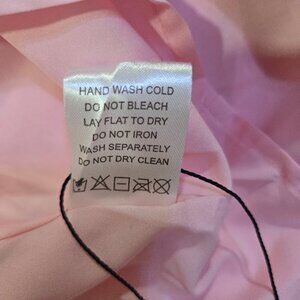 HAND WASH COLD
DO NOT BLEACH
LAY FLAT TO DRY
DO NOT IRON
WASH SEPARATELY
DO NOT DRY CLEAN